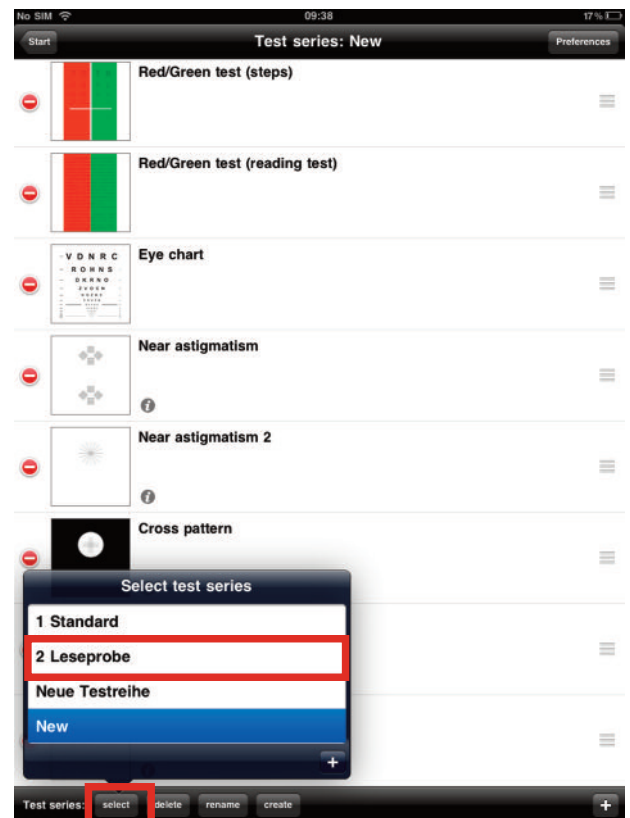 No SIM 09:38 17 %
Start Test series: New Preferences
Red/Green test (steps)
Red/Green test (reading test)
Eye chart
V D N R C
R O H N S
D K R N O
Z V O E N
Near astigmatism
i
Near astigmatism 2
i
Cross pattern
Select test series
1 Standard
2 Leseprobe
Neue Testreihe
New
+
Test series: select delete rename create +